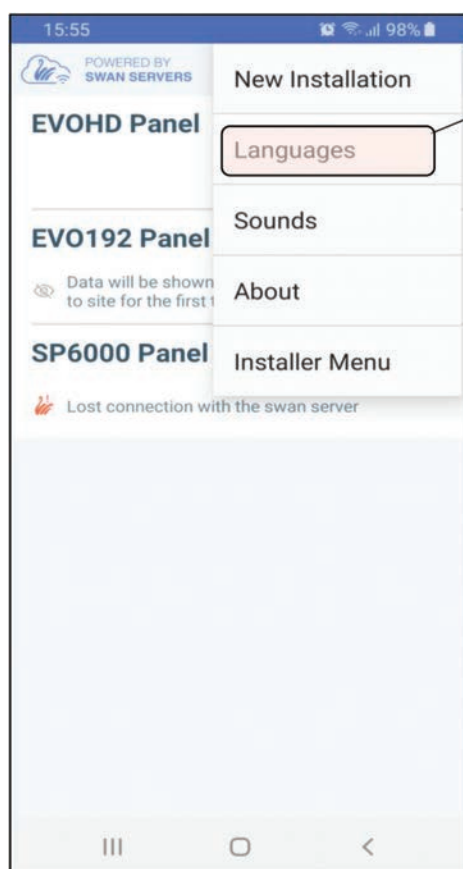 15:55
98%
POWERED BY
SWAN SERVERS
New Installation
EVOHD Panel
Languages
Sounds
EVO192 Panel
Data will be shown
to site for the first
About
SP6000 Panel
Installer Menu
Lost connection with the swan server